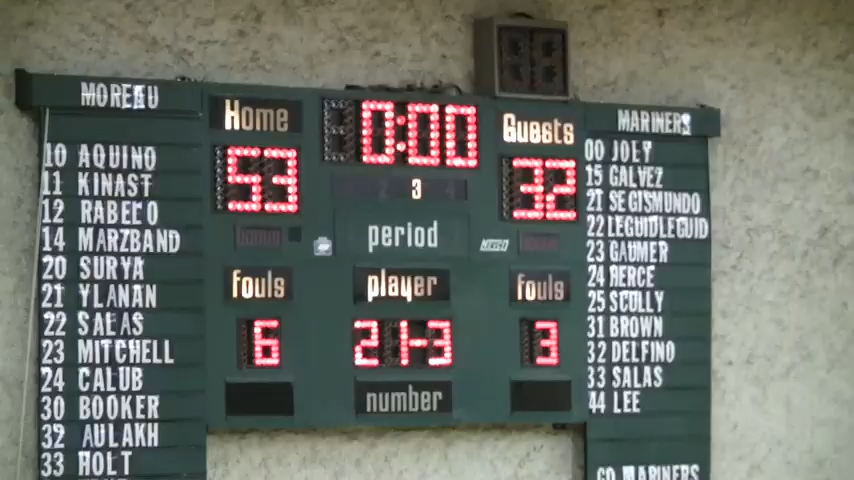 MOREAU
10 AQUINO
11 KINAST
12 RABELO
14 MARZBAND
20 SURYA
21 YLANAN
22 SALAS
23 MITCHELL
24 CALUB
30 BOOKER
32 AULAKH
33 HOLT
Home
0:00
Guests
53
3
32
period
fouls
player
fouls
6
21-3
3
number
MARINERS
00 JOEY
15 GALVEZ
21 SEGISMUNDO
22 LEGUIDLEGUID
23 GAUMER
24 PIERCE
25 SCULLY
31 BROWN
32 DELFINO
33 SALAS
44 LEE
GO MARINERS